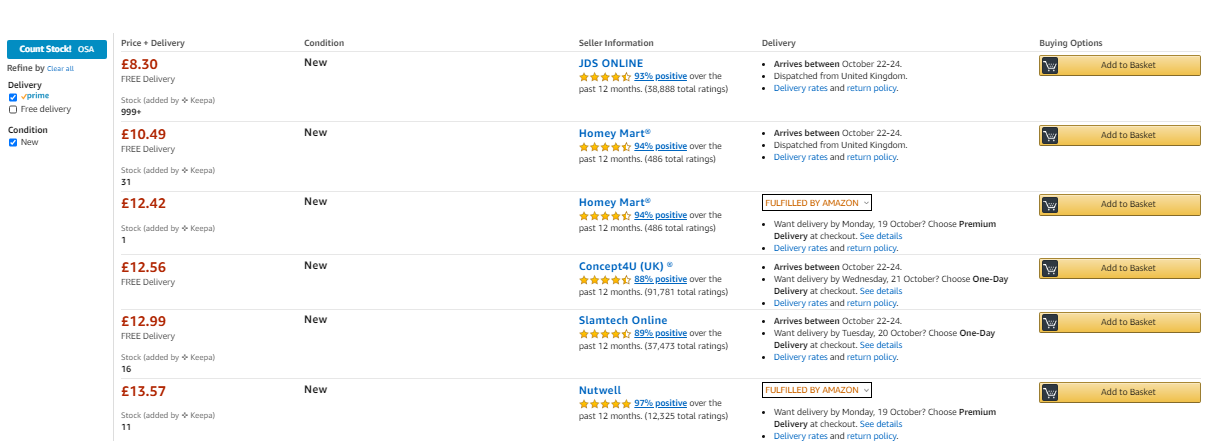 Count Stock! OSA
Refine by Clear all
Delivery
prime
Free delivery
Condition
New
Price + Delivery Condition Seller Information Delivery Buying Options
£8.30 New JDS ONLINE • Arrives between October 22-24. Add to Basket
FREE Delivery 93% positive over the • Dispatched from United Kingdom.
past 12 months. (38,888 total ratings) • Delivery rates and return policy.
Stock (added by Keepa)
999+
£10.49 New Homey Mart® • Arrives between October 22-24. Add to Basket
FREE Delivery 94% positive over the • Dispatched from United Kingdom.
past 12 months. (486 total ratings) • Delivery rates and return policy.
Stock (added by Keepa)
31
£12.42 New Homey Mart® FULFILLED BY AMAZON Add to Basket
94% positive over the
past 12 months. (486 total ratings) • Want delivery by Monday, 19 October? Choose Premium
Stock (added by Keepa) Delivery at checkout. See details
1 • Delivery rates and return policy.
£12.56 New Concept4U (UK) ® • Arrives between October 22-24. Add to Basket
FREE Delivery 88% positive over the • Want delivery by Wednesday, 21 October? Choose One-Day
past 12 months. (91,781 total ratings) Delivery at checkout. See details
• Delivery rates and return policy.
£12.99 New Slamtech Online • Arrives between October 22-24. Add to Basket
FREE Delivery 89% positive over the • Want delivery by Tuesday, 20 October? Choose One-Day
past 12 months. (37,473 total ratings) Delivery at checkout. See details
Stock (added by Keepa) • Delivery rates and return policy.
16
£13.57 New Nutwell FULFILLED BY AMAZON Add to Basket
97% positive over the
past 12 months. (12,325 total ratings) • Want delivery by Monday, 19 October? Choose Premium
Stock (added by Keepa) Delivery at checkout. See details
11 • Delivery rates and return policy.